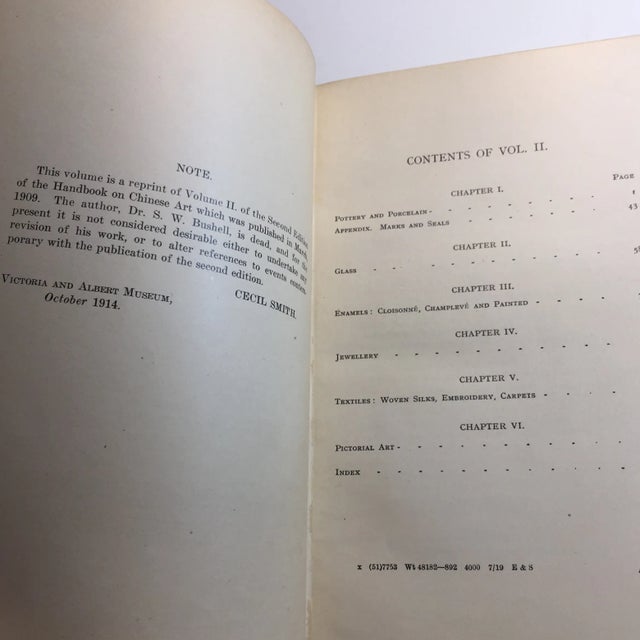 NOTE.
This volume is a reprint of Volume II. of the Second Edition
of the Handbook on Chinese Art which was published in March,
1909. The author, Dr. S. W. Bushell, is dead, and for the
present it is not considered desirable either to undertake any
revision of his work, or to alter references to events contem-
porary with the publication of the second edition.
CECIL SMITH.
Victoria and Albert Museum,
October 1914.
CONTENTS OF VOL. II.
Page
CHAPTER I.
Pottery and Porcelain - - - - - - - 1
Appendix. Marks and Seals - - - - - - 43
CHAPTER II.
Glass - - - - - - - - - - 58
CHAPTER III.
Enamels: Cloisonné, Champlevé and Painted - - -
CHAPTER IV.
Jewellery - - - - - - - - - -
CHAPTER V.
Textiles: Woven Silks, Embroidery, Carpets - - - -
CHAPTER VI.
Pictorial Art - - - - - - - - - -
Index - - - - - - - - - -
x (51)7753 Wt 48182—892 4000 7/19 E & S